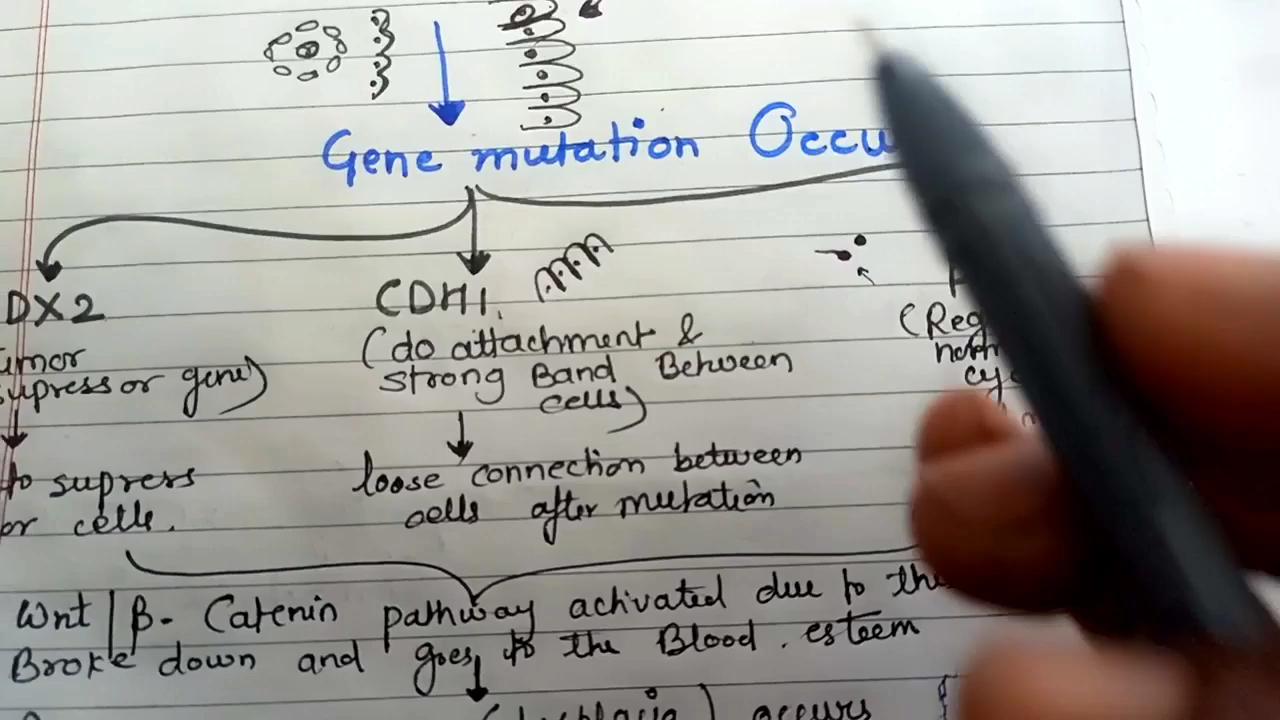 Gene mutation Occu
DX2
CDH1
umor
supressor gene)
(do attachment &
strong Band Between
cells)
(Reg
to supress
or cells.
loose connection between
cells after mutation
Wnt/β- Catenin pathway activated due to the
Broke down and goes to the Blood. esteem
occurs